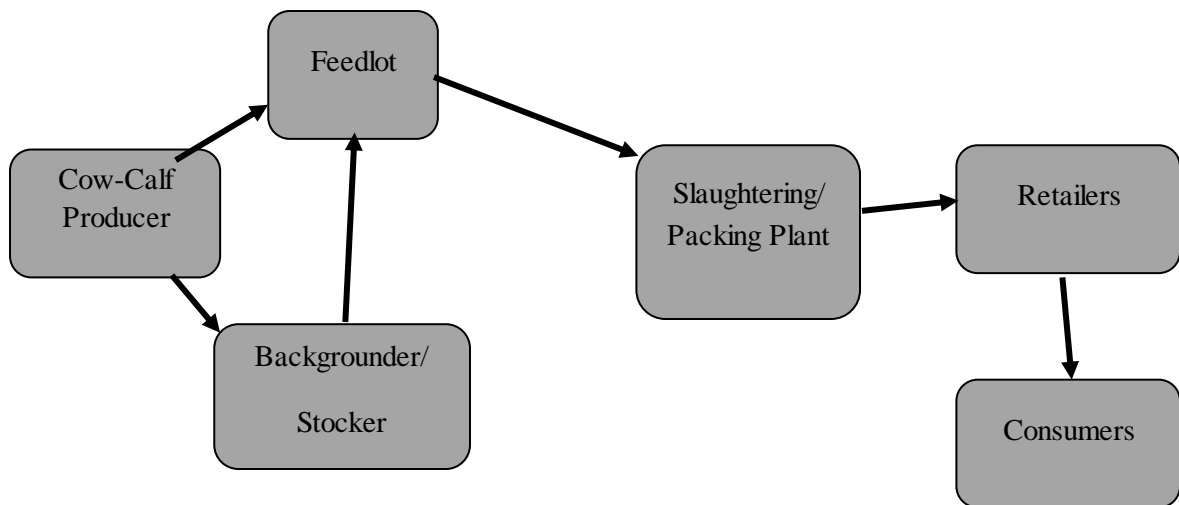 Feedlot
Cow-Calf
Producer
Slaughtering/
Packing Plant
Retailers
Backgrounder/
Stocker
Consumers